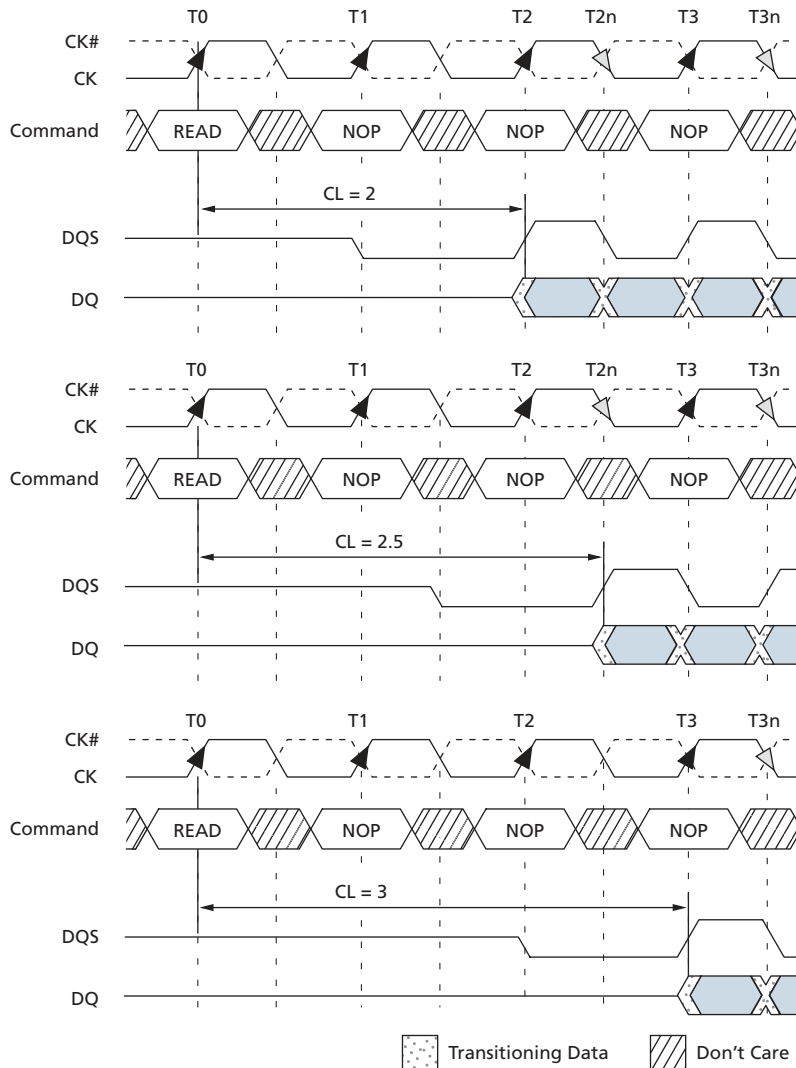 T0 T1 T2 T2n T3 T3n
CK#
CK
Command READ NOP NOP NOP
CL = 2
DQS
DQ
T0 T1 T2 T2n T3 T3n
CK#
CK
Command READ NOP NOP NOP
CL = 2.5
DQS
DQ
T0 T1 T2 T3 T3n
CK#
CK
Command READ NOP NOP NOP
CL = 3
DQS
DQ
Transitioning Data Don't Care